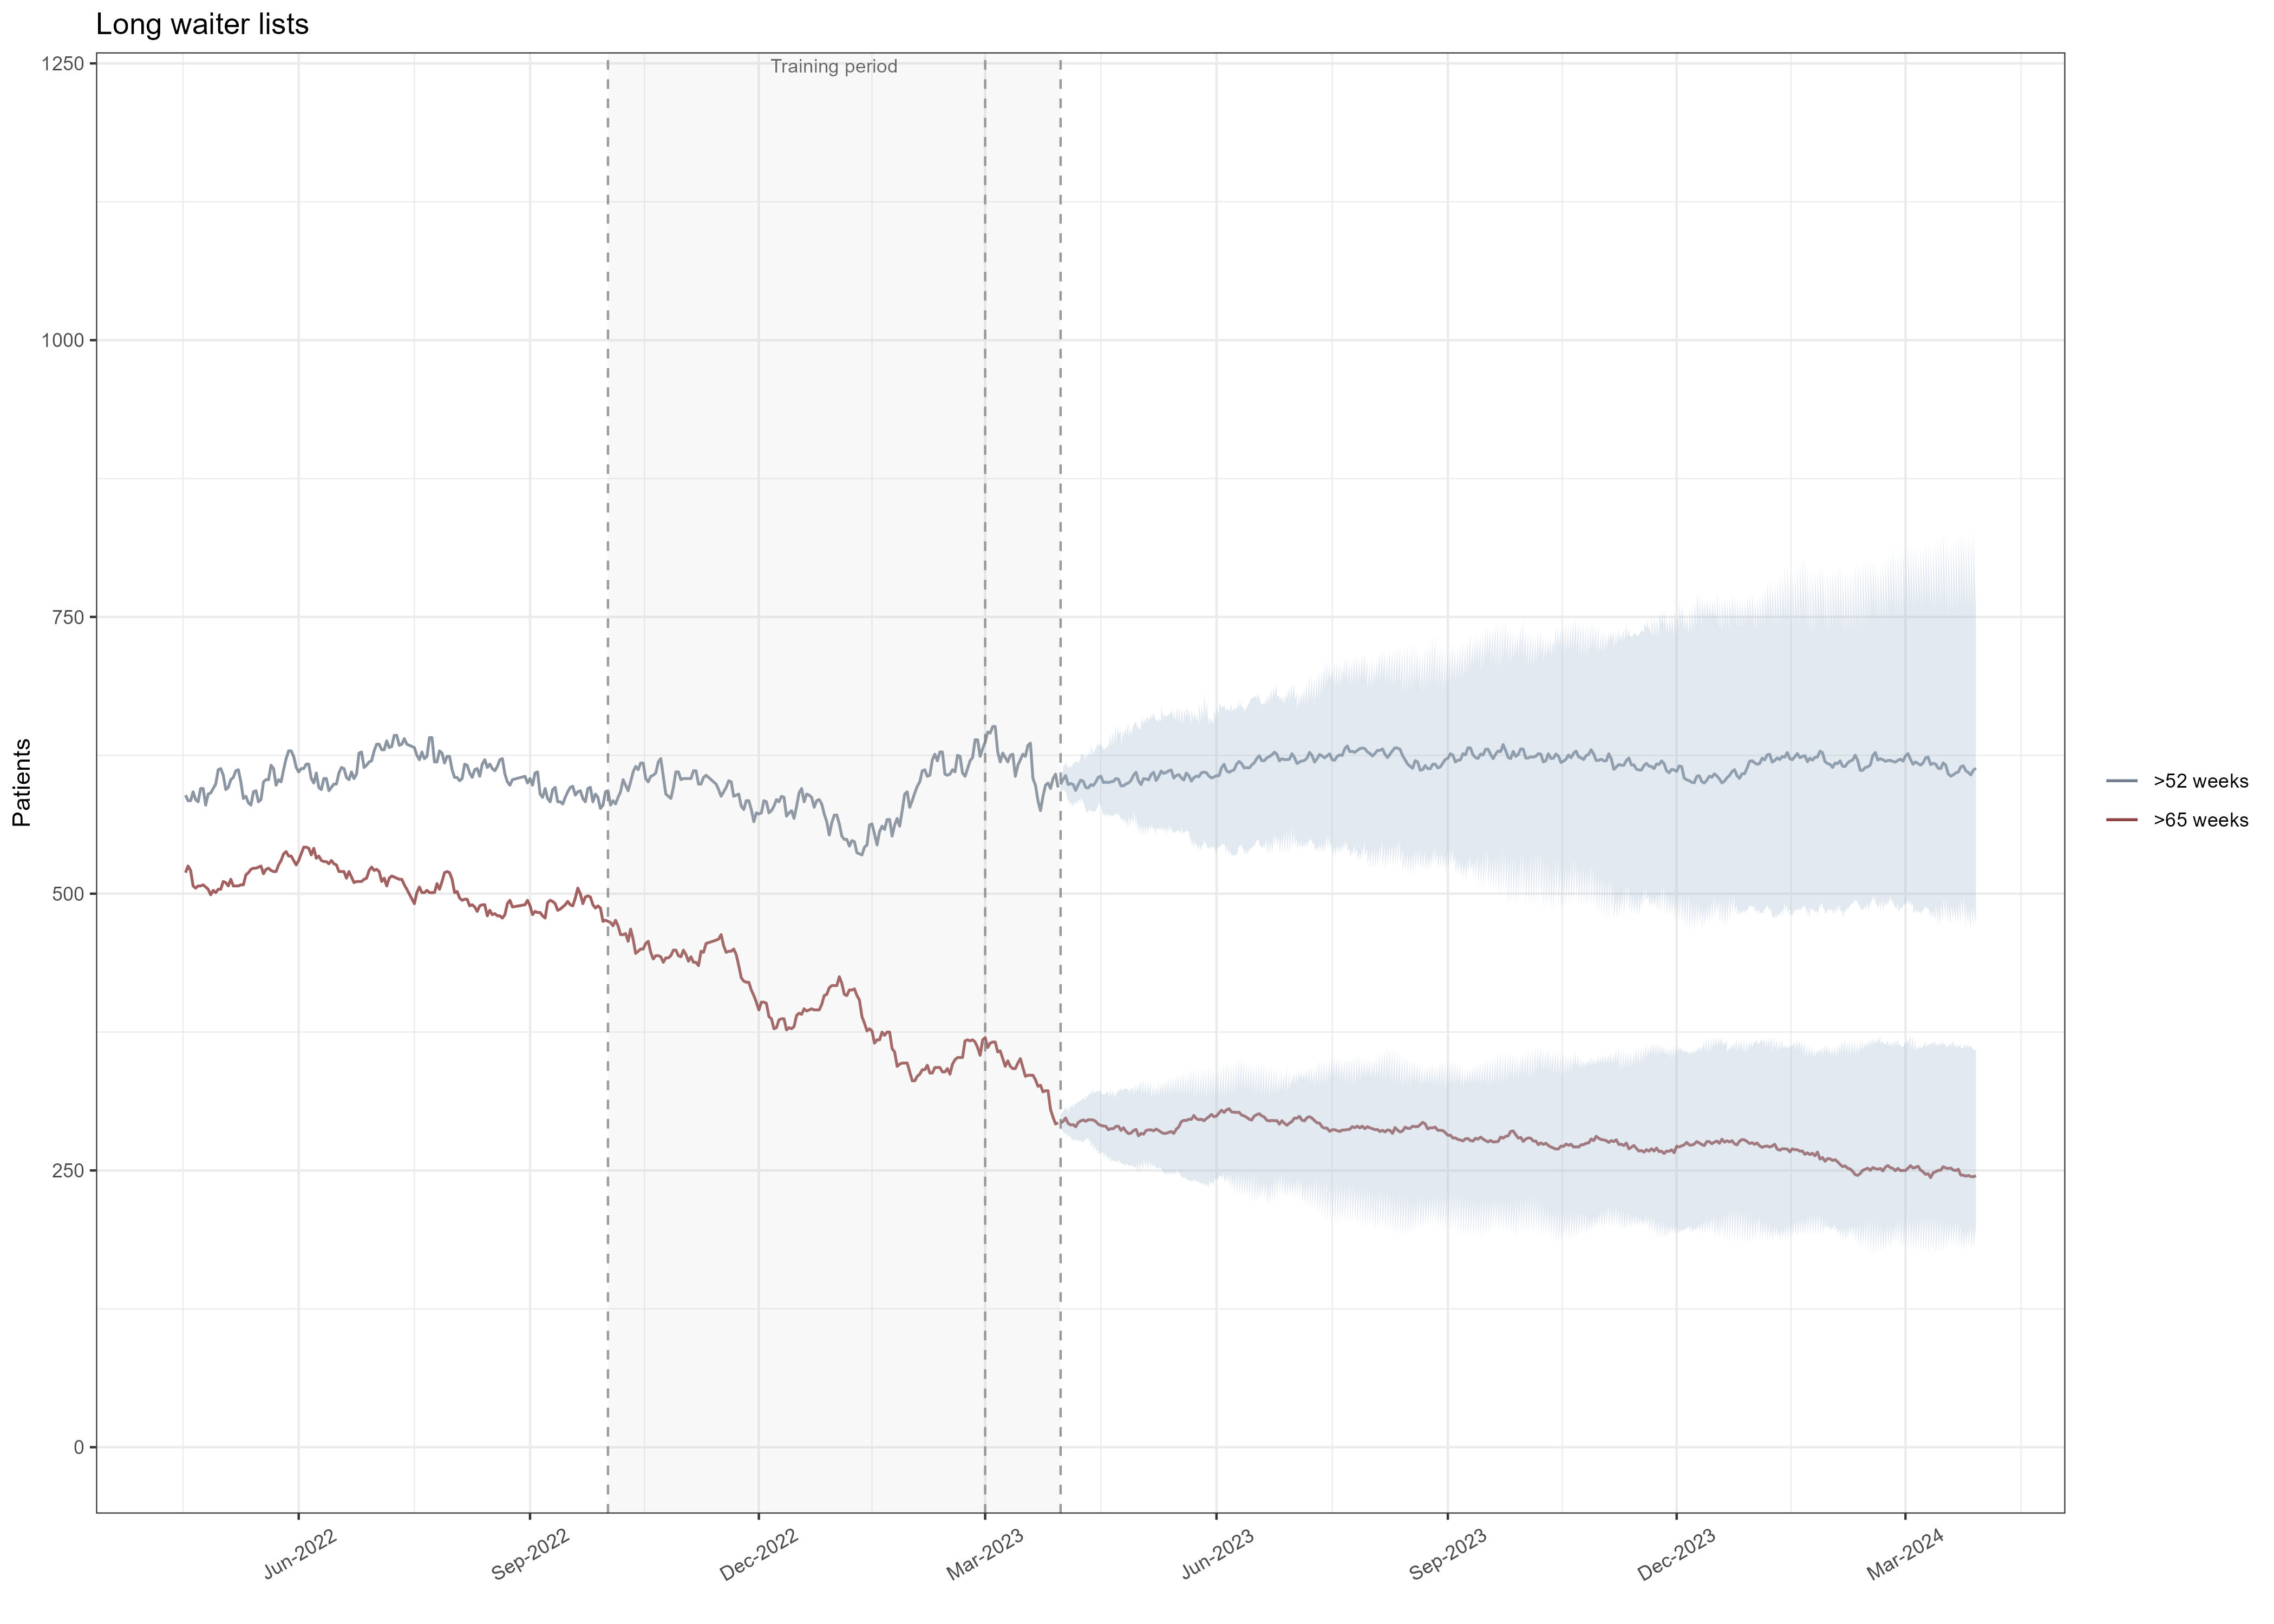 Long waiter lists
Training period
1250
1000
750
500
250
0
Patients
Jun-2022
Sep-2022
Dec-2022
Mar-2023
Jun-2023
Sep-2023
Dec-2023
Mar-2024
>52 weeks
>65 weeks